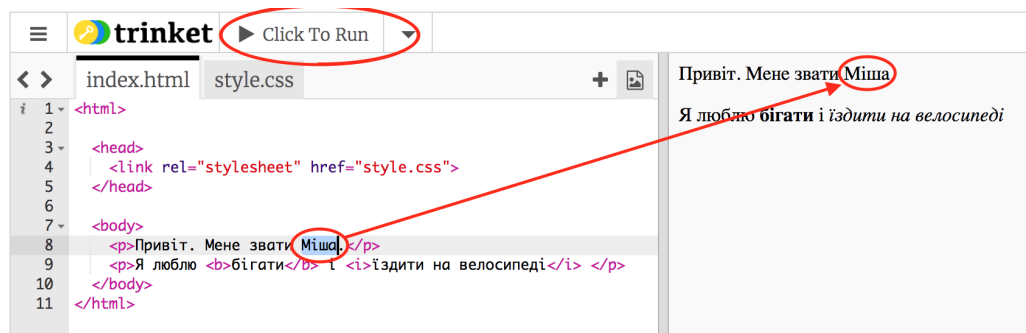 trinket Click To Run
index.html style.css
i 1 <html>
2
3 <head>
4 <link rel="stylesheet" href="style.css">
5 </head>
6
7 <body>
8 <p>Привіт. Мене звати Міша.</p>
9 <p>Я люблю <b>бігати</b> і <i>їздити на велосипеді</i> </p>
10 </body>
11 </html>
Привіт. Мене звати Міша.
Я люблю бігати і їздити на велосипеді